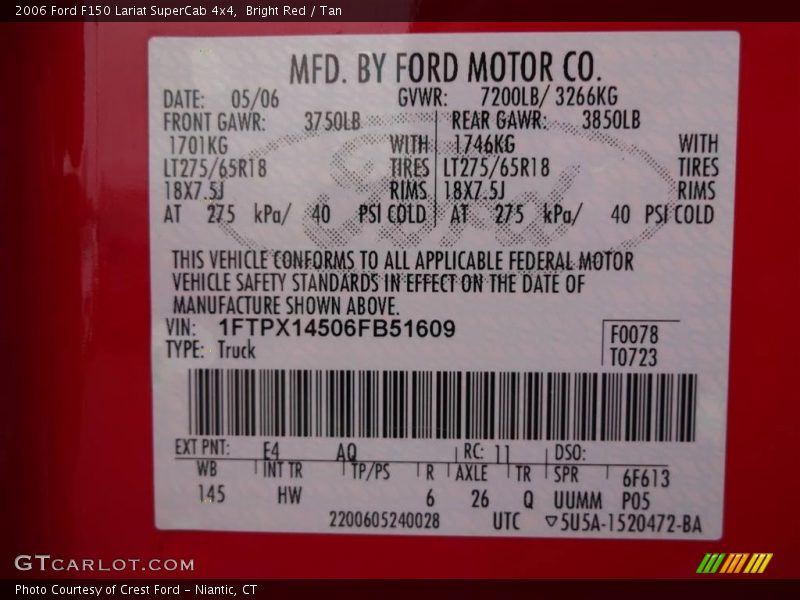 2006 Ford F150 Lariat SuperCab 4x4, Bright Red / Tan
MFD. BY FORD MOTOR CO.
DATE: 05/06 GVWR: 7200LB/ 3266KG
FRONT GAWR: 3750LB REAR GAWR: 3850LB
1701KG WITH 1746KG WITH
LT275/65R18 TIRES LT275/65R18 TIRES
18X7.5J RIMS 18X7.5J RIMS
AT 275 kPa/ 40 PSI COLD AT 275 kPa/ 40 PSI COLD
Ford
THIS VEHICLE CONFORMS TO ALL APPLICABLE FEDERAL MOTOR
VEHICLE SAFETY STANDARDS IN EFFECT ON THE DATE OF
MANUFACTURE SHOWN ABOVE.
VIN: 1FTPX14506FB51609 F0078
TYPE: Truck T0723
EXT PNT: E4 AQ RC: 11 DSO:
WB INT TR TP/PS R AXLE TR SPR 6F613
145 HW 6 26 Q UUMM P05
2200605240028 UTC ▽5U5A-1520472-BA
GTCARLOT.COM
Photo Courtesy of Crest Ford - Niantic, CT